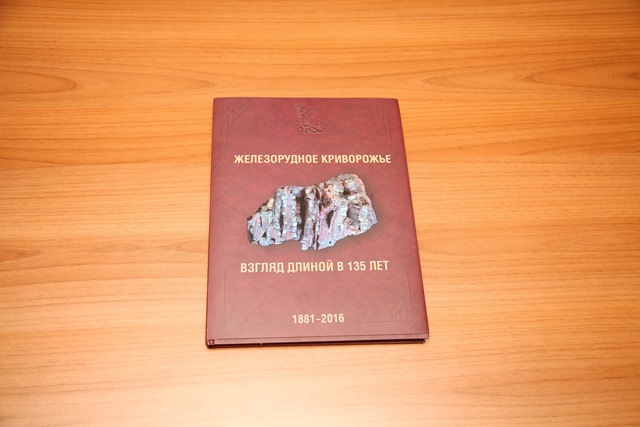 ЖЕЛЕЗОРУДНОЕ КРИВОРОЖЬЕ
ВЗГЛЯД ДЛИНОЙ В 135 ЛЕТ
1881–2016